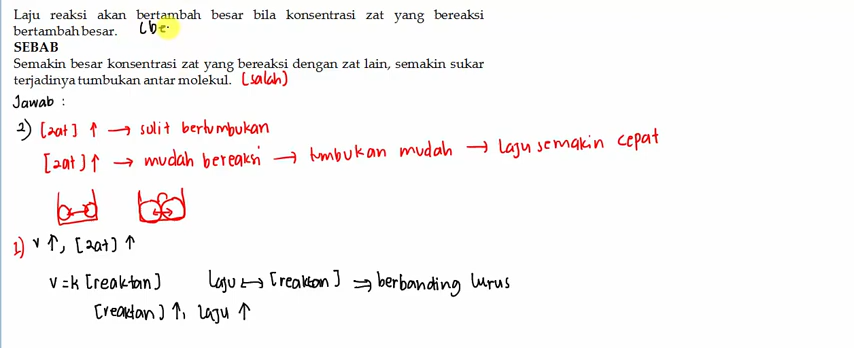 Laju reaksi akan bertambah besar bila konsentrasi zat yang bereaksi
bertambah besar. (be
SEBAB
Semakin besar konsentrasi zat yang bereaksi dengan zat lain, semakin sukar
terjadinya tumbukan antar molekul. (salah)
Jawab :
2) [zat] ↑ → sulit bertumbukan
[zat] ↑ → mudah bereaksi → tumbukan mudah → laju semakin cepat
1) v ↑, [zat] ↑
v = k [reaktan] laju ↔ [reaktan] ⇒ berbanding lurus
[reaktan] ↑, laju ↑